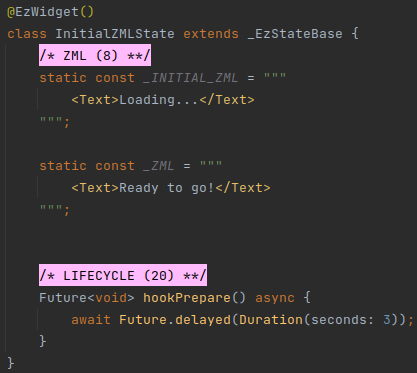 @EzWidget()
class InitialZMLState extends _EzStateBase {
    /* ZML (8) **/
    static const _INITIAL_ZML = """
        <Text>Loading...</Text>
    """;

    static const _ZML = """
        <Text>Ready to go!</Text>
    """;

    /* LIFECYCLE (20) **/
    Future<void> hookPrepare() async {
        await Future.delayed(Duration(seconds: 3));
    }
}